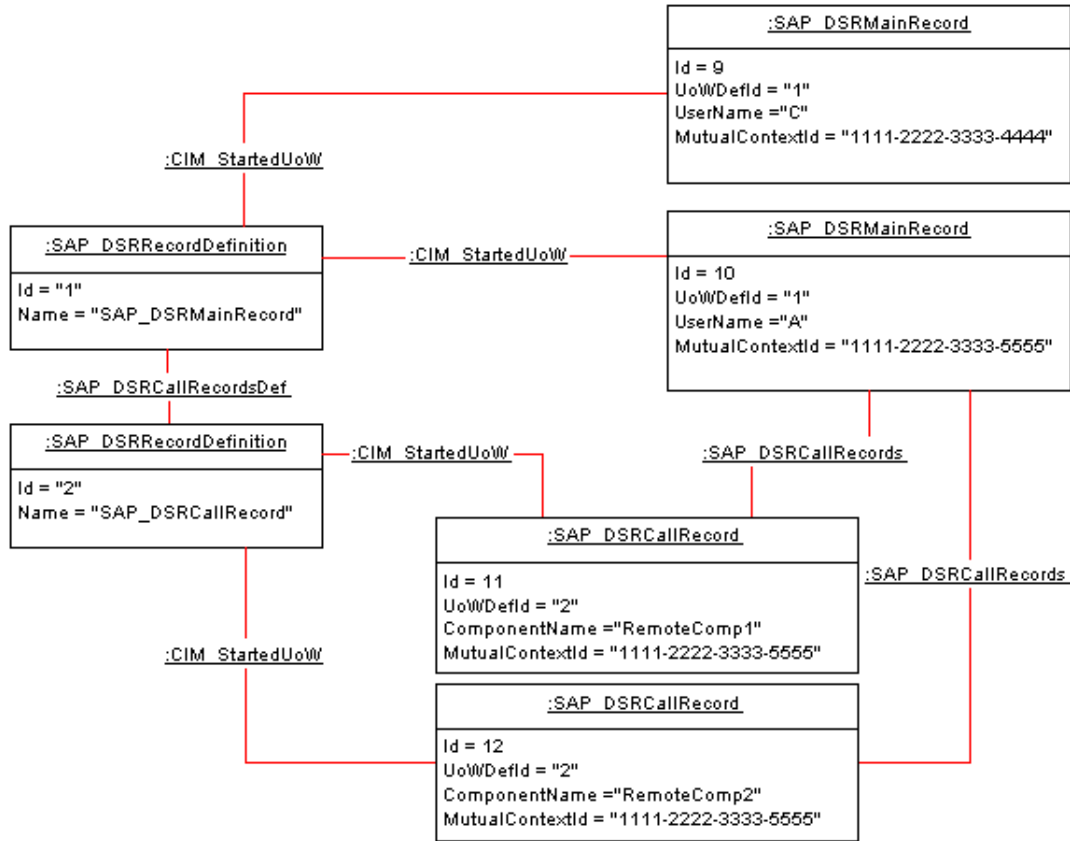 :SAP_DSRMainRecord
Id = 9
UoWDefId = "1"
UserName ="C"
MutualContextId = "1111-2222-3333-4444"
:CIM_StartedUoW
:SAP_DSRRecordDefinition
Id = "1"
Name = "SAP_DSRMainRecord"
:CIM_StartedUoW
:SAP_DSRMainRecord
Id = 10
UoWDefId = "1"
UserName ="A"
MutualContextId = "1111-2222-3333-5555"
:SAP_DSRCallRecordsDef
:SAP_DSRRecordDefinition
Id = "2"
Name = "SAP_DSRCallRecord"
:CIM_StartedUoW
:SAP_DSRCallRecords
:SAP_DSRCallRecord
Id = 11
UoWDefId = "2"
ComponentName ="RemoteComp1"
MutualContextId = "1111-2222-3333-5555"
:SAP_DSRCallRecords
:CIM_StartedUoW
:SAP_DSRCallRecord
Id = 12
UoWDefId = "2"
ComponentName ="RemoteComp2"
MutualContextId = "1111-2222-3333-5555"